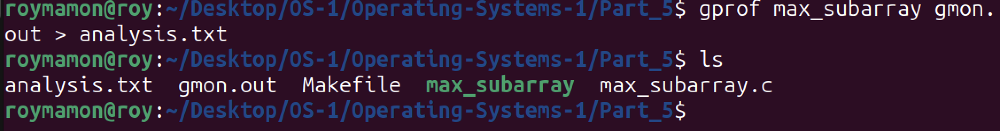 roymamon@roy:~/Desktop/OS-1/Operating-Systems-1/Part_5$ gprof max_subarray gmon.
out > analysis.txt
roymamon@roy:~/Desktop/OS-1/Operating-Systems-1/Part_5$ ls
analysis.txt  gmon.out  Makefile  max_subarray  max_subarray.c
roymamon@roy:~/Desktop/OS-1/Operating-Systems-1/Part_5$